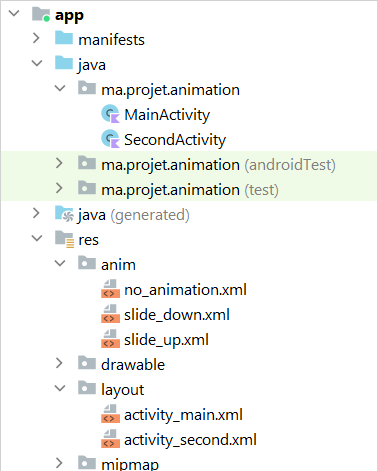 app
manifests
java
ma.projet.animation
MainActivity
SecondActivity
ma.projet.animation (androidTest)
ma.projet.animation (test)
java (generated)
res
anim
no_animation.xml
slide_down.xml
slide_up.xml
drawable
layout
activity_main.xml
activity_second.xml
mipmap